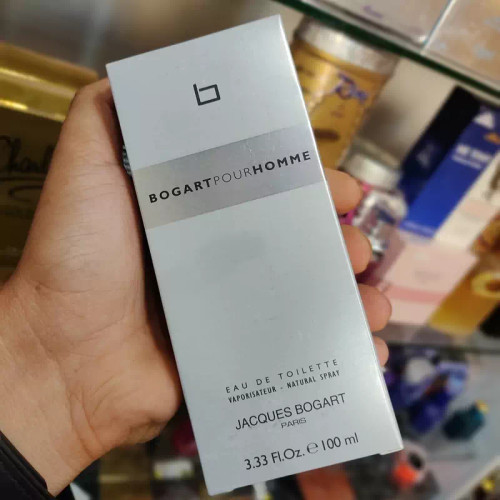 b
BOGARTPOURHOMME
EAU DE TOILETTE
VAPORISATEUR - NATURAL SPRAY
JACQUES BOGART
PARIS
3.33 Fl.Oz. ℮ 100 ml